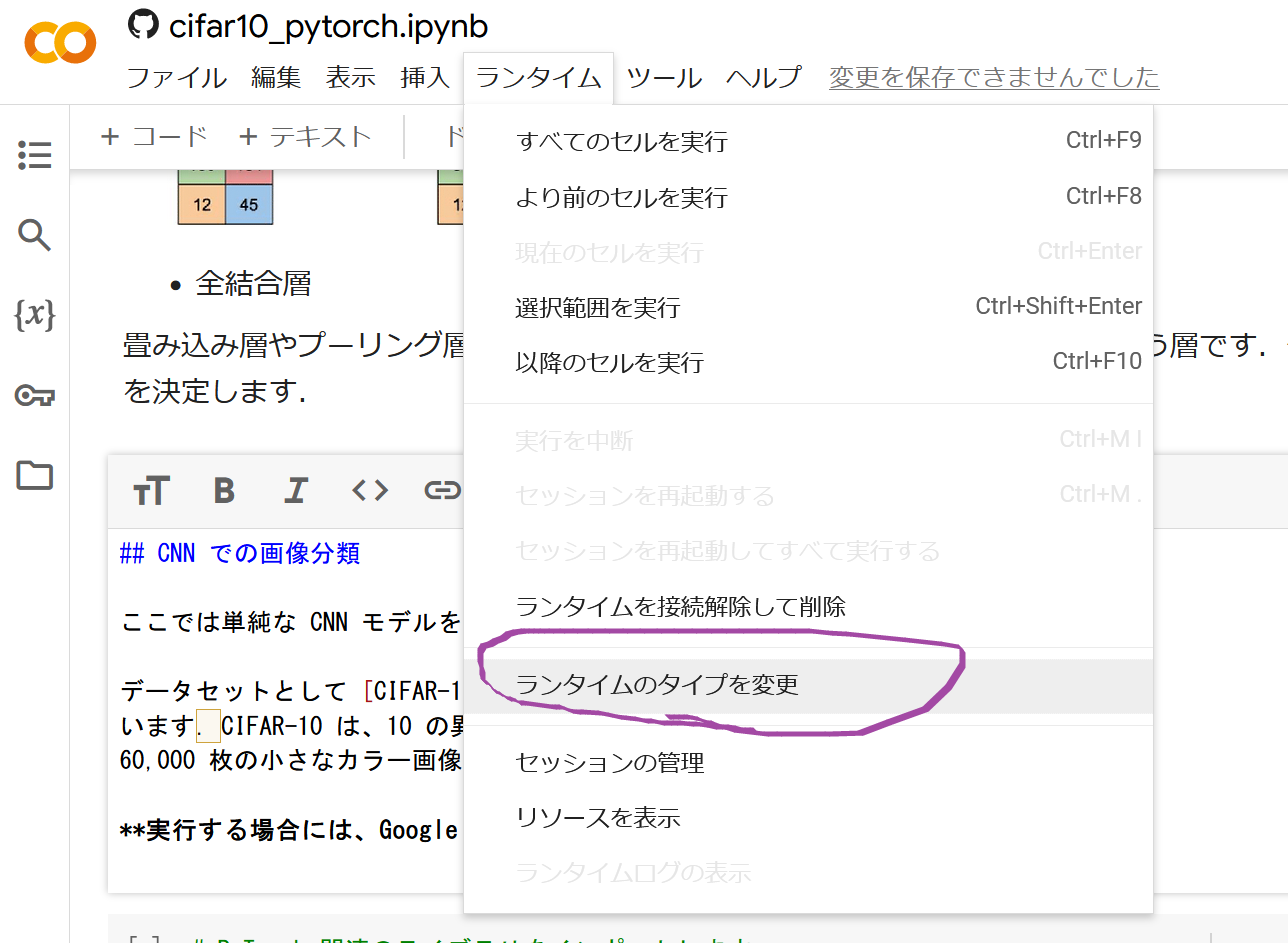 cifar10_pytorch.ipynb
ファイル 編集 表示 挿入 ランタイム ツール ヘルプ 変更を保存できませんでした
+ コード + テキスト ド
すべてのセルを実行 Ctrl+F9
より前のセルを実行 Ctrl+F8
現在のセルを実行 Ctrl+Enter
選択範囲を実行 Ctrl+Shift+Enter
以降のセルを実行 Ctrl+F10
実行を中断 Ctrl+M I
セッションを再起動する Ctrl+M .
セッションを再起動してすべて実行する
ランタイムを接続解除して削除
ランタイムのタイプを変更
セッションの管理
リソースを表示
ランタイムログの表示
{x}
12 45
• 全結合層
畳み込み層やプーリング層 う層です.
を決定します.
TT B I <>
## CNN での画像分類
ここでは単純な CNN モデルを
データセットとして [CIFAR-1
います. CIFAR-10 は、10 の
60,000 枚の小さなカラー画像
**実行する場合には、Google